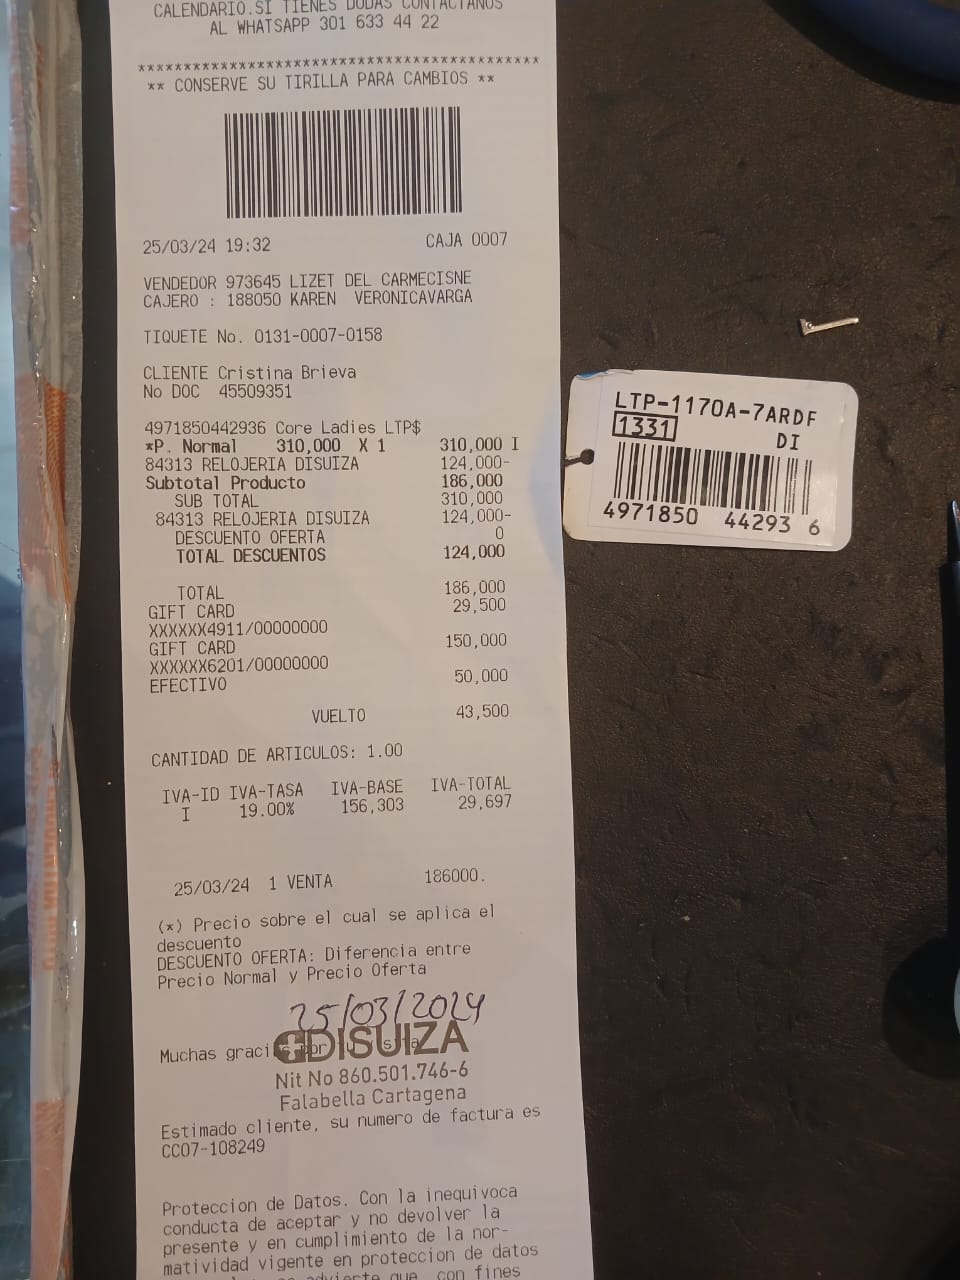 CALENDARIO.SI TIENES DUDAS CONTACTANOS
AL WHATSAPP 301 633 44 22
******************************************
** CONSERVE SU TIRILLA PARA CAMBIOS **
25/03/24 19:32 CAJA 0007
VENDEDOR 973645 LIZET DEL CARMECISNE
CAJERO : 188050 KAREN VERONICAVARGA
TIQUETE No. 0131-0007-0158
CLIENTE Cristina Brieva
No DOC 45509351
4971850442936 Core Ladies LTP$
*P. Normal 310,000 X 1 310,000 I
84313 RELOJERIA DISUIZA 124,000-
Subtotal Producto 186,000
SUB TOTAL 310,000
84313 RELOJERIA DISUIZA 124,000-
DESCUENTO OFERTA 0
TOTAL DESCUENTOS 124,000
TOTAL 186,000
GIFT CARD 29,500
XXXXXX4911/00000000
GIFT CARD 150,000
XXXXXX6201/00000000
EFECTIVO 50,000
VUELTO 43,500
CANTIDAD DE ARTICULOS: 1.00
IVA-ID IVA-TASA IVA-BASE IVA-TOTAL
I 19.00% 156,303 29,697
25/03/24 1 VENTA 186000.
(*) Precio sobre el cual se aplica el
descuento
DESCUENTO OFERTA: Diferencia entre
Precio Normal y Precio Oferta
25/03/2024
DISUIZA
Muchas graci por
Nit No 860.501.746-6
Falabella Cartagena
Estimado cliente, su numero de factura es
CC07-108249
Proteccion de Datos. Con la inequivoca
conducta de aceptar y no devolver la
presente y en cumplimiento de la nor-
matividad vigente en proteccion de datos
advierte que, con fines
LTP-1170A-7ARDF
1331 DI
4971850 44293 6